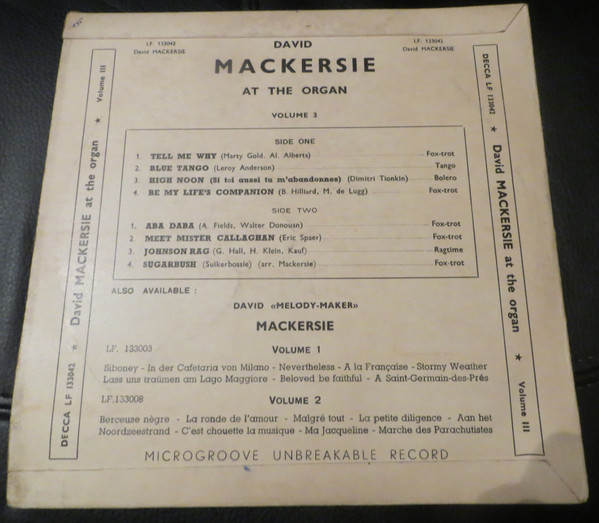 LF. 133042
David MACKERSIE
LF. 133042
David MACKERSIE
DAVID
MACKERSIE
AT THE ORGAN
VOLUME 3
SIDE ONE
1. TELL ME WHY (Marty Gold. Al. Alberts) Fox-trot
2. BLUE TANGO (Leroy Anderson) Tango
3. HIGH NOON (Si toi aussi tu m'abandonnes) (Dimitri Tionkin) Bolero
4. BE MY LIFE'S COMPANION (B. Hilliard, M. de Lugg) Fox-trot
SIDE TWO
1. ABA DABA (A. Fields, Walter Donouan) Fox-trot
2. MEET MISTER CALLAGHAN (Eric Spaer) Fox-trot
3. JOHNSON RAG (G. Hall, H. Klein, Kauf) Ragtime
4. SUGARBUSH (Suikerbossie) (arr. Mackersie) Fox-trot
ALSO AVAILABLE :
DAVID «MELODY-MAKER»
MACKERSIE
LF. 133003 VOLUME 1
Siboney - In der Cafetaria von Milano - Nevertheless - A la Française - Stormy Weather
Lass uns traümen am Lago Maggiore - Beloved be faithful - A Saint-Germain-des-Prés
LF.133008 VOLUME 2
Berceuse nègre - La ronde de l'amour - Malgré tout - La petite diligence - Aan het
Noordzeestrand - C'est chouette la musique - Ma Jacqueline - Marche des Parachutistes
MICROGROOVE UNBREAKABLE RECORD
DECCA LF 133042 ★ David MACKERSIE at the organ ★ Volume III
DECCA LF 133042 ★ David MACKERSIE at the organ ★ Volume III